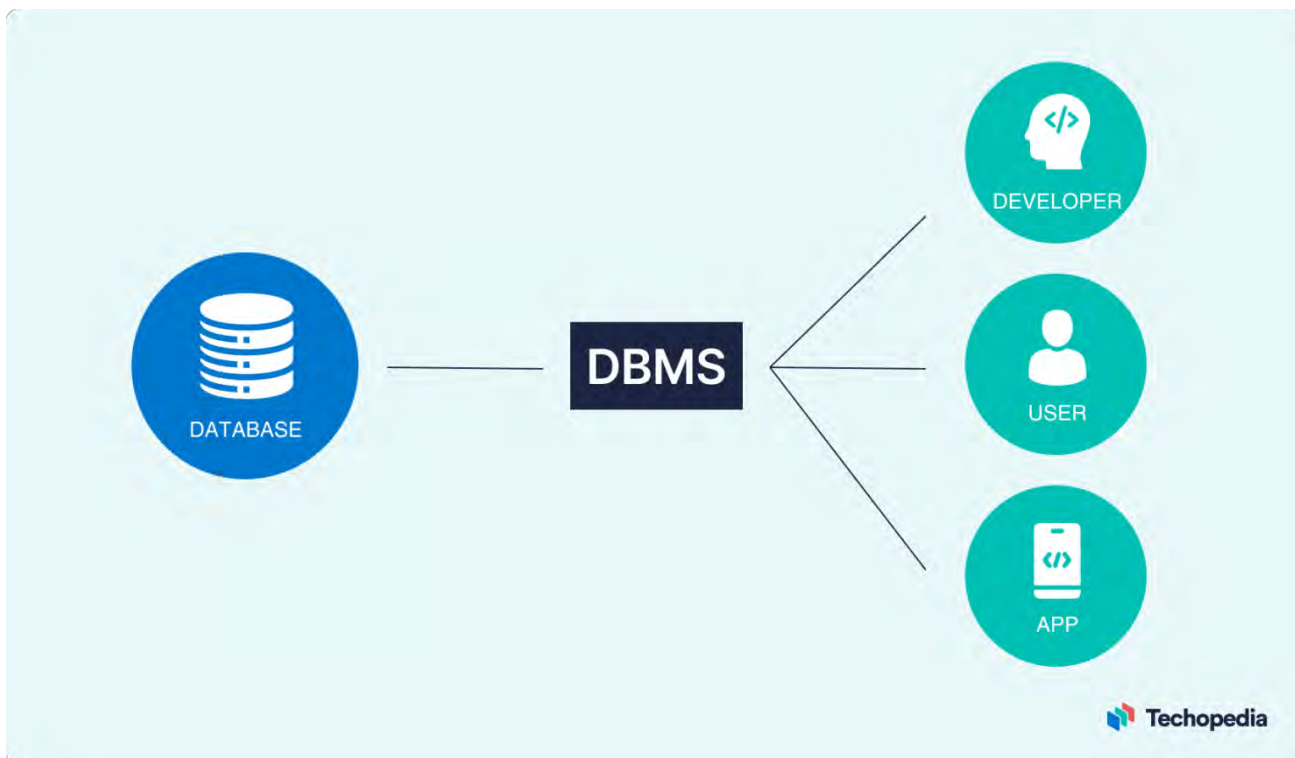 DATABASE
DBMS
</>
DEVELOPER
USER
</>
APP
Techopedia